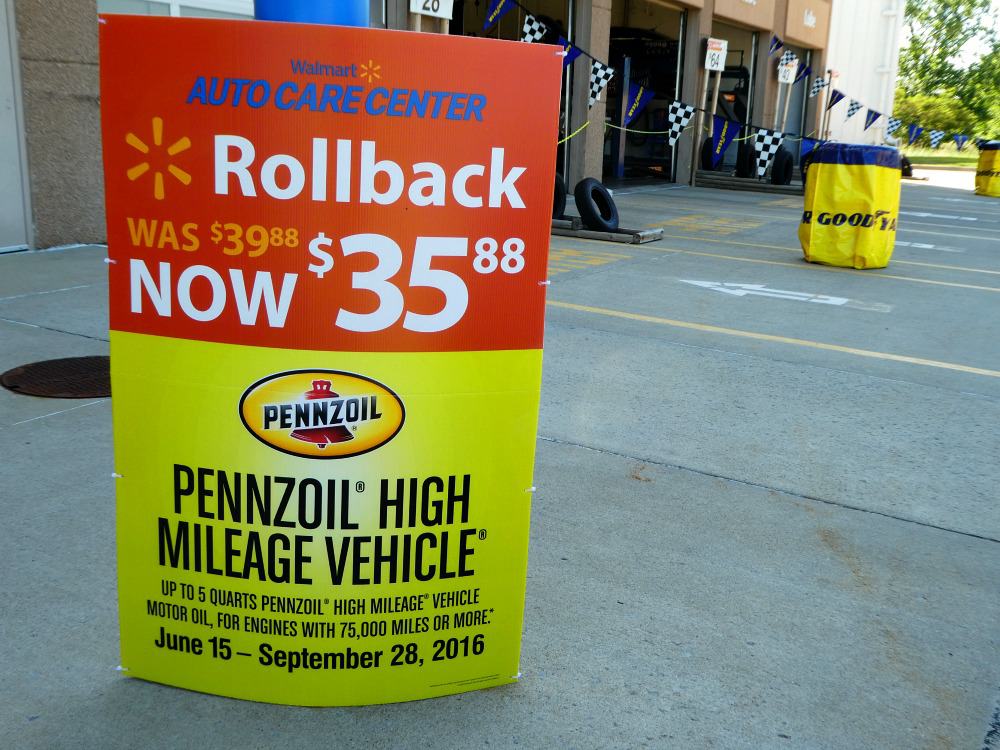 Walmart
AUTO CARE CENTER
Rollback
WAS $39 88
NOW $35 88
PENNZOIL®
PENNZOIL® HIGH
MILEAGE VEHICLE®
UP TO 5 QUARTS PENNZOIL® HIGH MILEAGE® VEHICLE
MOTOR OIL, FOR ENGINES WITH 75,000 MILES OR MORE.*
June 15 – September 28, 2016
28
$64
GOODYEA